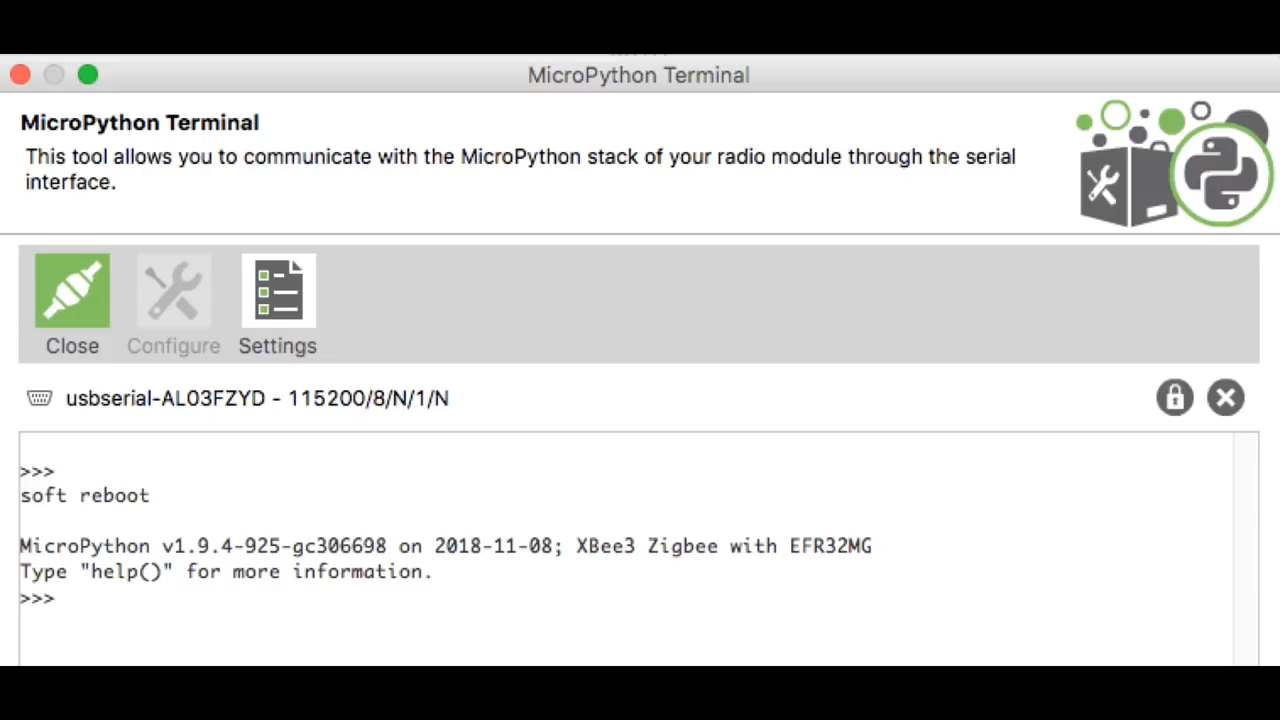 MicroPython Terminal
MicroPython Terminal
This tool allows you to communicate with the MicroPython stack of your radio module through the serial
interface.
Close Configure Settings
usbserial-AL03FZYD - 115200/8/N/1/N
>>>
soft reboot
MicroPython v1.9.4-925-gc306698 on 2018-11-08; XBee3 Zigbee with EFR32MG
Type "help()" for more information.
>>>